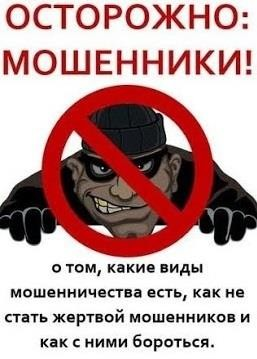 ОСТОРОЖНО:
МОШЕННИКИ!
о том, какие виды
мошенничества есть, как не
стать жертвой мошенников и
как с ними бороться.